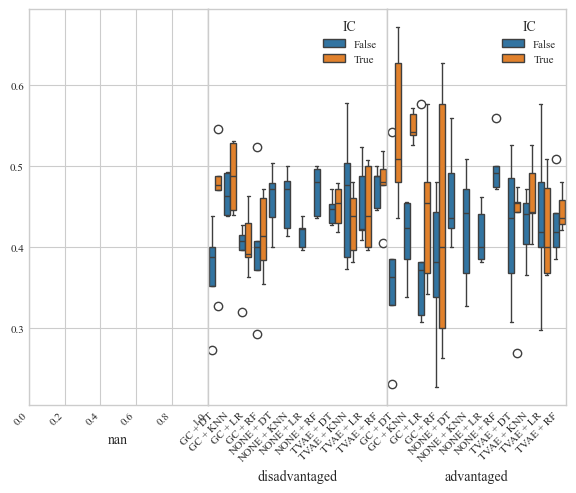 IC
False
True
IC
False
True
0.6
0.5
0.4
0.3
0.0
0.2
0.4
0.6
0.8
1.0
GC + DT
GC + KNN
GC + LR
GC + RF
NONE + DT
NONE + KNN
NONE + LR
NONE + RF
TVAE + DT
TVAE + KNN
TVAE + LR
TVAE + RF
GC + DT
GC + KNN
GC + LR
GC + RF
NONE + DT
NONE + KNN
NONE + LR
NONE + RF
TVAE + DT
TVAE + KNN
TVAE + LR
TVAE + RF
nan
disadvantaged
advantaged